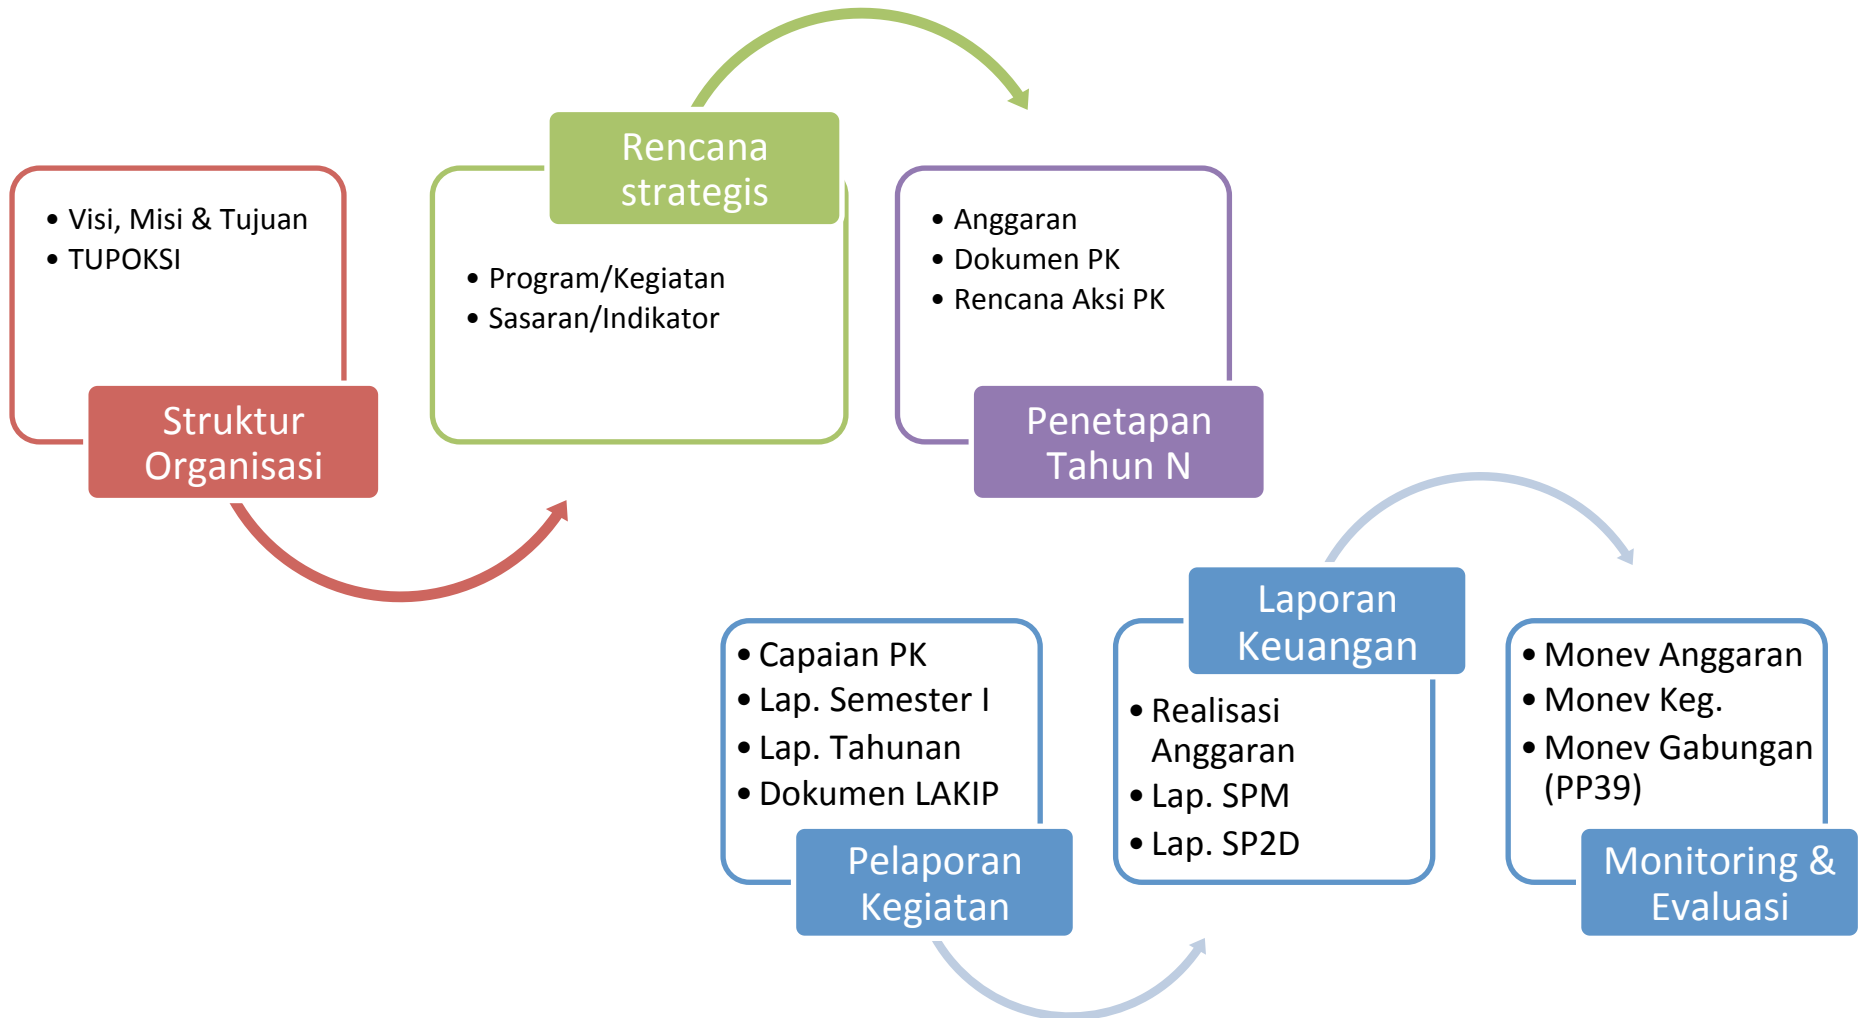 • Visi, Misi & Tujuan
• TUPOKSI
Struktur
Organisasi
Rencana
strategis
• Program/Kegiatan
• Sasaran/Indikator
• Anggaran
• Dokumen PK
• Rencana Aksi PK
Penetapan
Tahun N
• Capaian PK
• Lap. Semester I
• Lap. Tahunan
• Dokumen LAKIP
Pelaporan
Kegiatan
Laporan
Keuangan
• Realisasi
Anggaran
• Lap. SPM
• Lap. SP2D
• Monev Anggaran
• Monev Keg.
• Monev Gabungan
(PP39)
Monitoring &
Evaluasi